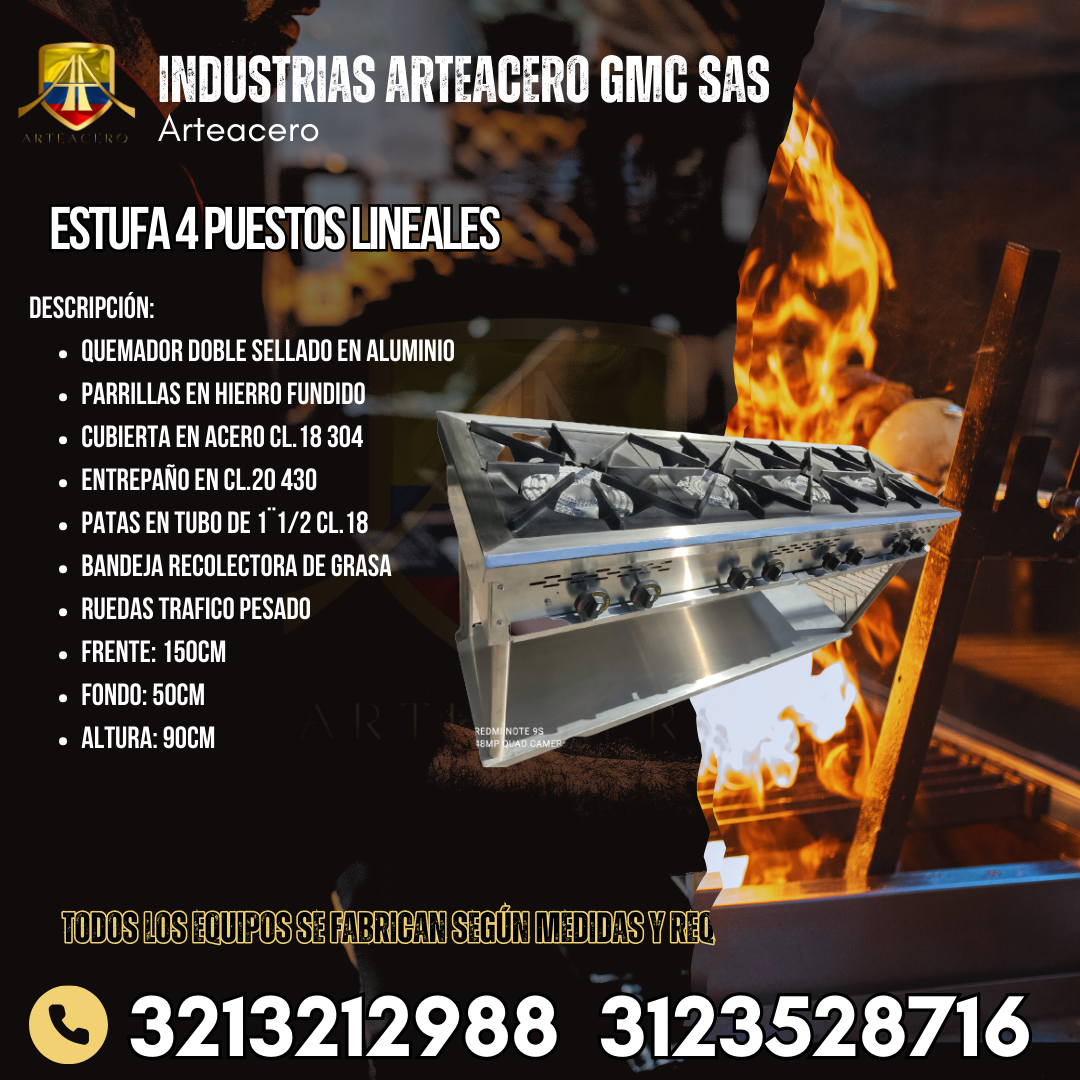 INDUSTRIAS ARTEACERO GMC SAS
Arteacero
ARTEACERO
ESTUFA 4 PUESTOS LINEALES
DESCRIPCIÓN:
• QUEMADOR DOBLE SELLADO EN ALUMINIO
• PARRILLAS EN HIERRO FUNDIDO
• CUBIERTA EN ACERO CL.18 304
• ENTREPAÑO EN CL.20 430
• PATAS EN TUBO DE 1¨1/2 CL.18
• BANDEJA RECOLECTORA DE GRASA
• RUEDAS TRAFICO PESADO
• FRENTE: 150CM
• FONDO: 50CM
• ALTURA: 90CM
REDMI NOTE 9S
48MP QUAD CAMER
TODOS LOS EQUIPOS SE FABRICAN SEGÚN MEDIDAS Y REQ
3213212988 3123528716